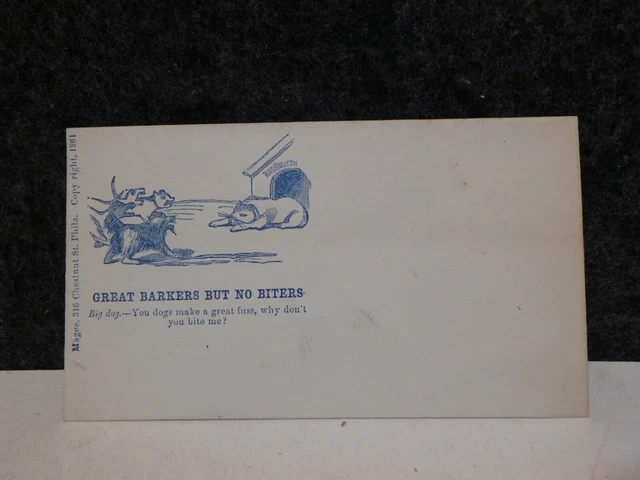 Magee, 316 Chestnut St. Phila. Copy right, 1861
GREAT BARKERS BUT NO BITERS.
Big dog.—You dogs make a great fuss, why don't
you bite me?